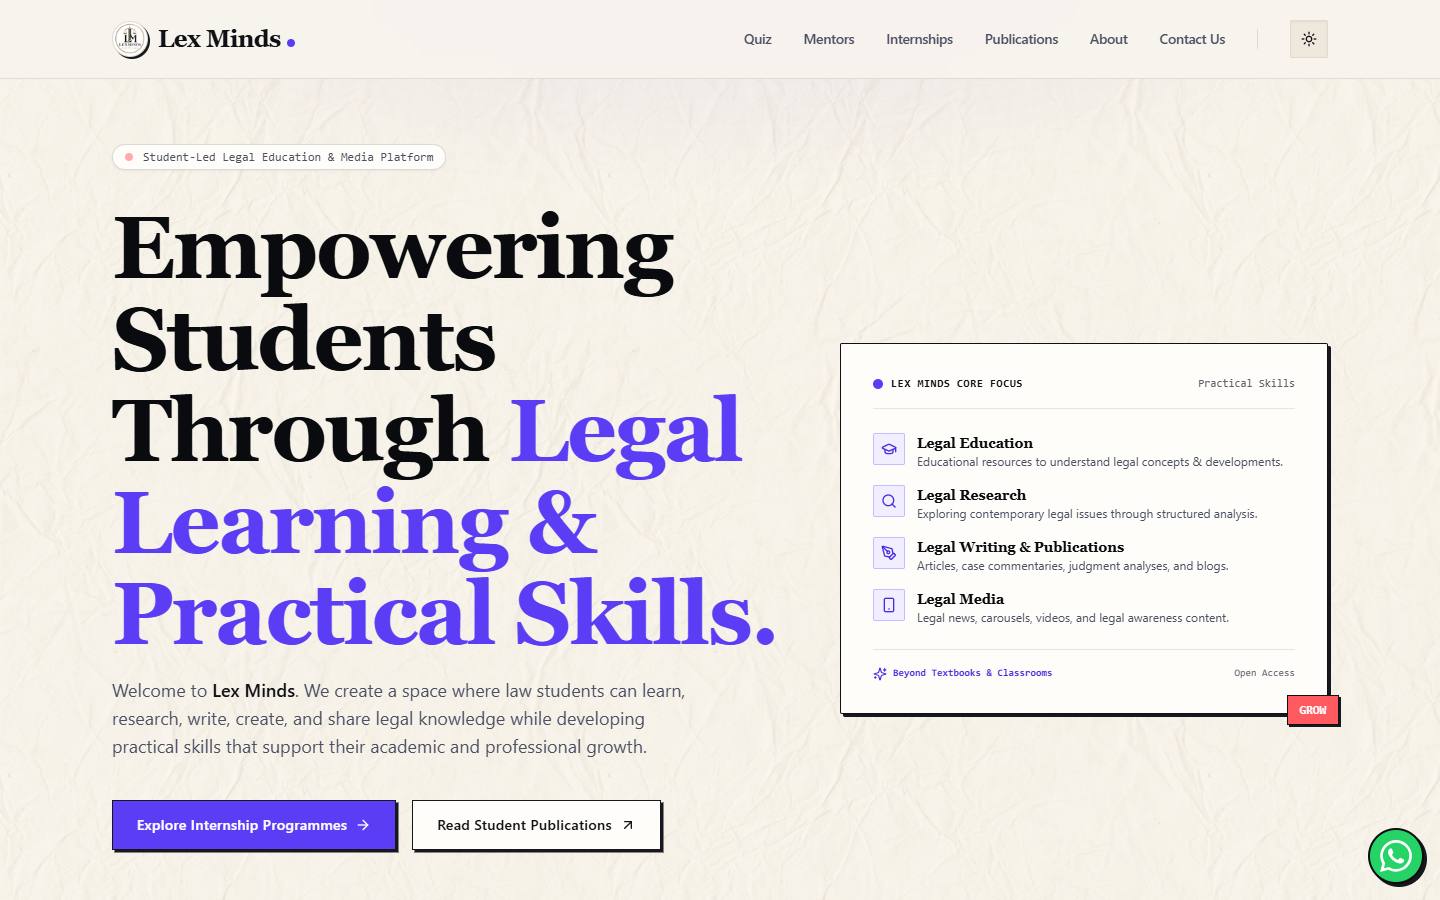 Lex Minds
Quiz Mentors Internships Publications About Contact Us
Student-Led Legal Education & Media Platform
Empowering
Students
Through Legal
Learning &
Practical Skills.
Welcome to Lex Minds. We create a space where law students can learn,
research, write, create, and share legal knowledge while developing
practical skills that support their academic and professional growth.
Explore Internship Programmes
Read Student Publications
LEX MINDS CORE FOCUS
Practical Skills
Legal Education
Educational resources to understand legal concepts & developments.
Legal Research
Exploring contemporary legal issues through structured analysis.
Legal Writing & Publications
Articles, case commentaries, judgment analyses, and blogs.
Legal Media
Legal news, carousels, videos, and legal awareness content.
Beyond Textbooks & Classrooms
Open Access
GROW